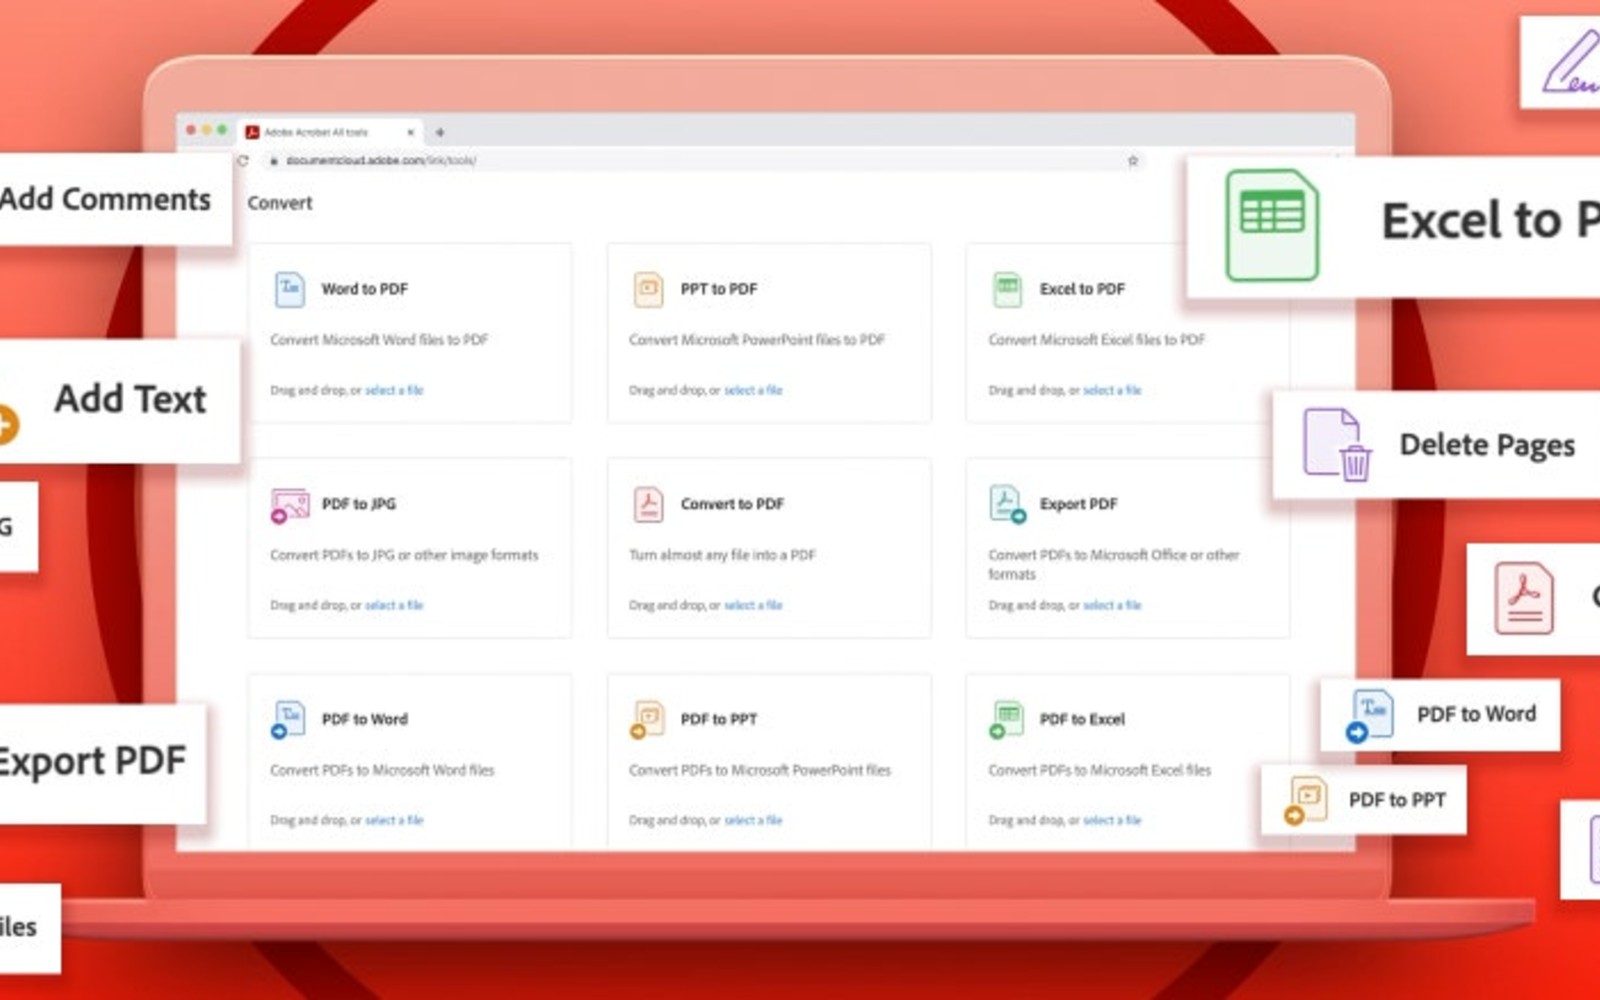 Adobe Acrobat All tools
documentcloud.adobe.com/link/tools/
Add Comments
Convert
Excel to P
Word to PDF
PPT to PDF
Excel to PDF
Convert Microsoft Word files to PDF
Convert Microsoft PowerPoint files to PDF
Convert Microsoft Excel files to PDF
Drag and drop, or select a file
Drag and drop, or select a file
Drag and drop, or select a file
Add Text
Delete Pages
G
PDF to JPG
Convert to PDF
Export PDF
Convert PDFs to JPG or other image formats
Turn almost any file into a PDF
Convert PDFs to Microsoft Office or other
formats
Drag and drop, or select a file
Drag and drop, or select a file
Drag and drop, or select a file
PDF to Word
PDF to PPT
PDF to Excel
PDF to Word
Convert PDFs to Microsoft Word files
Convert PDFs to Microsoft PowerPoint files
Convert PDFs to Microsoft Excel files
Export PDF
PDF to PPT
Drag and drop, or select a file
Drag and drop, or select a file
Drag and drop, or select a file
iles